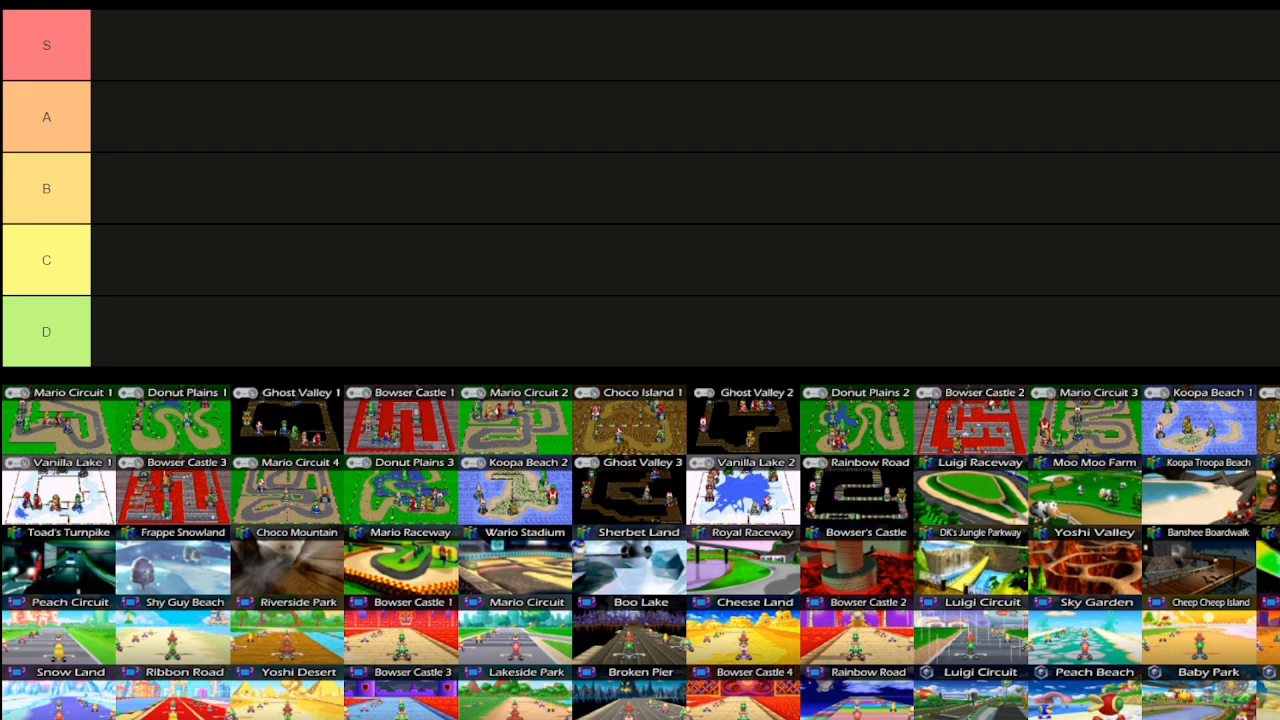 S
A
B
C
D
Mario Circuit 1 Donut Plains 1 Ghost Valley 1 Bowser Castle 1 Mario Circuit 2 Choco Island 1 Ghost Valley 2 Donut Plains 2 Bowser Castle 2 Mario Circuit 3 Koopa Beach 1
Vanilla Lake 1 Bowser Castle 3 Mario Circuit 4 Donut Plains 3 Koopa Beach 2 Ghost Valley 3 Vanilla Lake 2 Rainbow Road Luigi Raceway Moo Moo Farm Koopa Troopa Beach
Toad's Turnpike Frappe Snowland Choco Mountain Mario Raceway Wario Stadium Sherbet Land Royal Raceway Bowser's Castle DK's Jungle Parkway Yoshi Valley Banshee Boardwalk
Peach Circuit Shy Guy Beach Riverside Park Bowser Castle 1 Mario Circuit Boo Lake Cheese Land Bowser Castle 2 Luigi Circuit Sky Garden Cheep Cheep Island
Snow Land Ribbon Road Yoshi Desert Bowser Castle 3 Lakeside Park Broken Pier Bowser Castle 4 Rainbow Road Luigi Circuit Peach Beach Baby Park